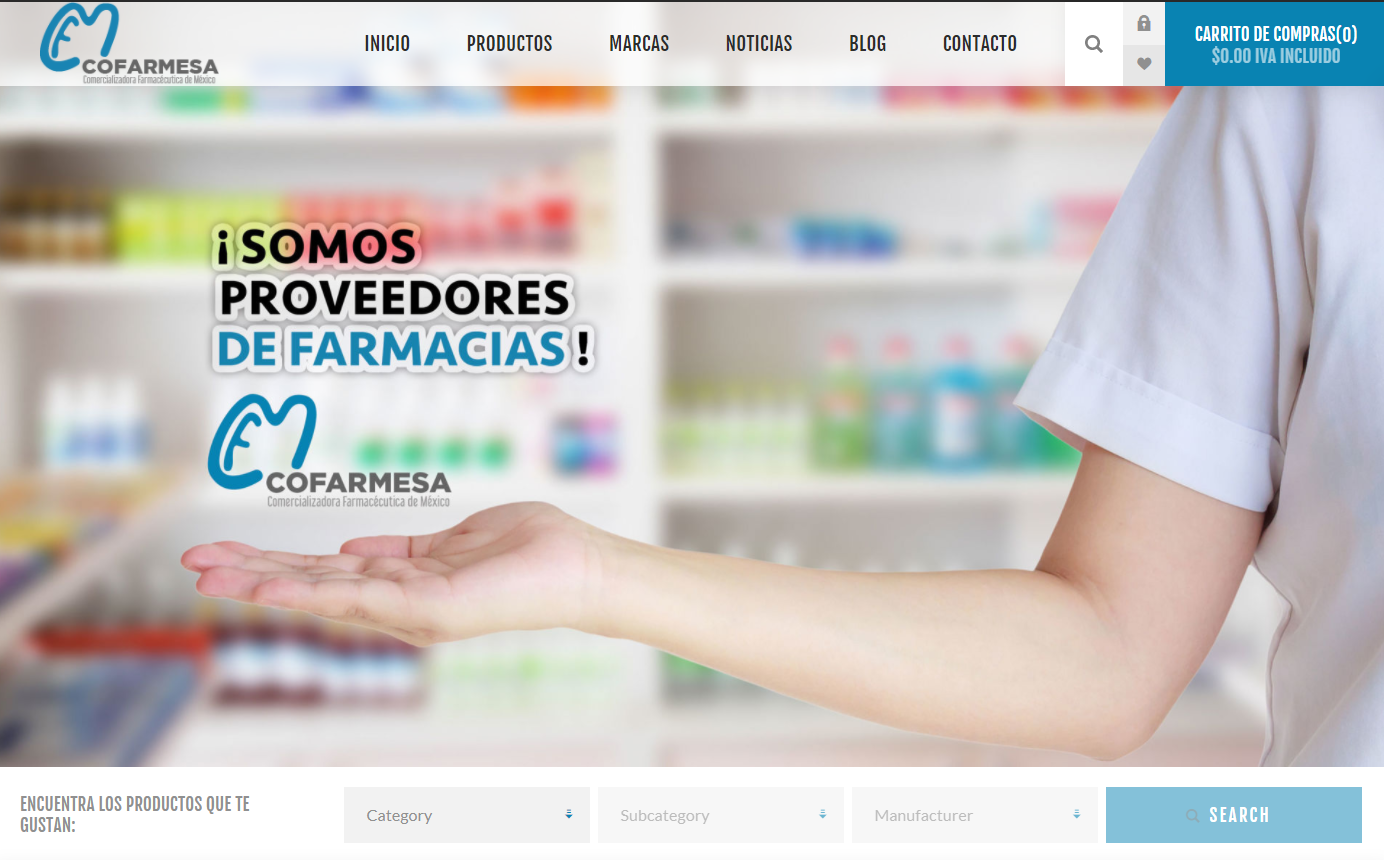 COFARMESA
Comercializadora Farmacéutica de México
INICIO
PRODUCTOS
MARCAS
NOTICIAS
BLOG
CONTACTO
CARRITO DE COMPRAS(0)
$0.00 IVA INCLUIDO
¡SOMOS
PROVEEDORES
DE FARMACIAS!
COFARMESA
Comercializadora Farmacécutica de México
ENCUENTRA LOS PRODUCTOS QUE TE
GUSTAN:
Category
Subcategory
Manufacturer
SEARCH